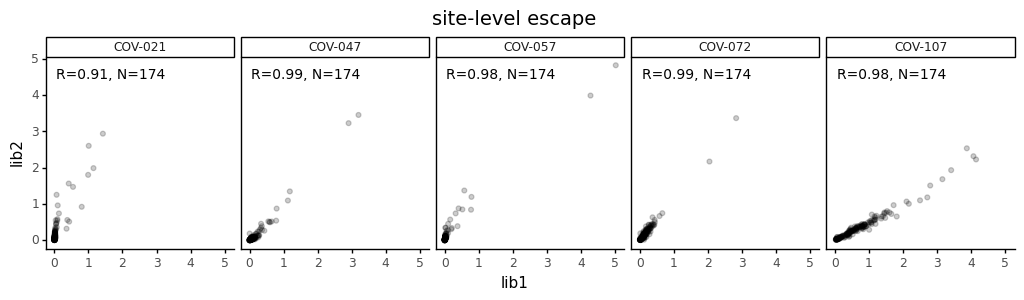 site-level escape
COV-021 COV-047 COV-057 COV-072 COV-107
R=0.91, N=174 R=0.99, N=174 R=0.98, N=174 R=0.99, N=174 R=0.98, N=174
5
4
3
2
1
0
lib2
0 1 2 3 4 5 0 1 2 3 4 5 0 1 2 3 4 5 0 1 2 3 4 5 0 1 2 3 4 5
lib1